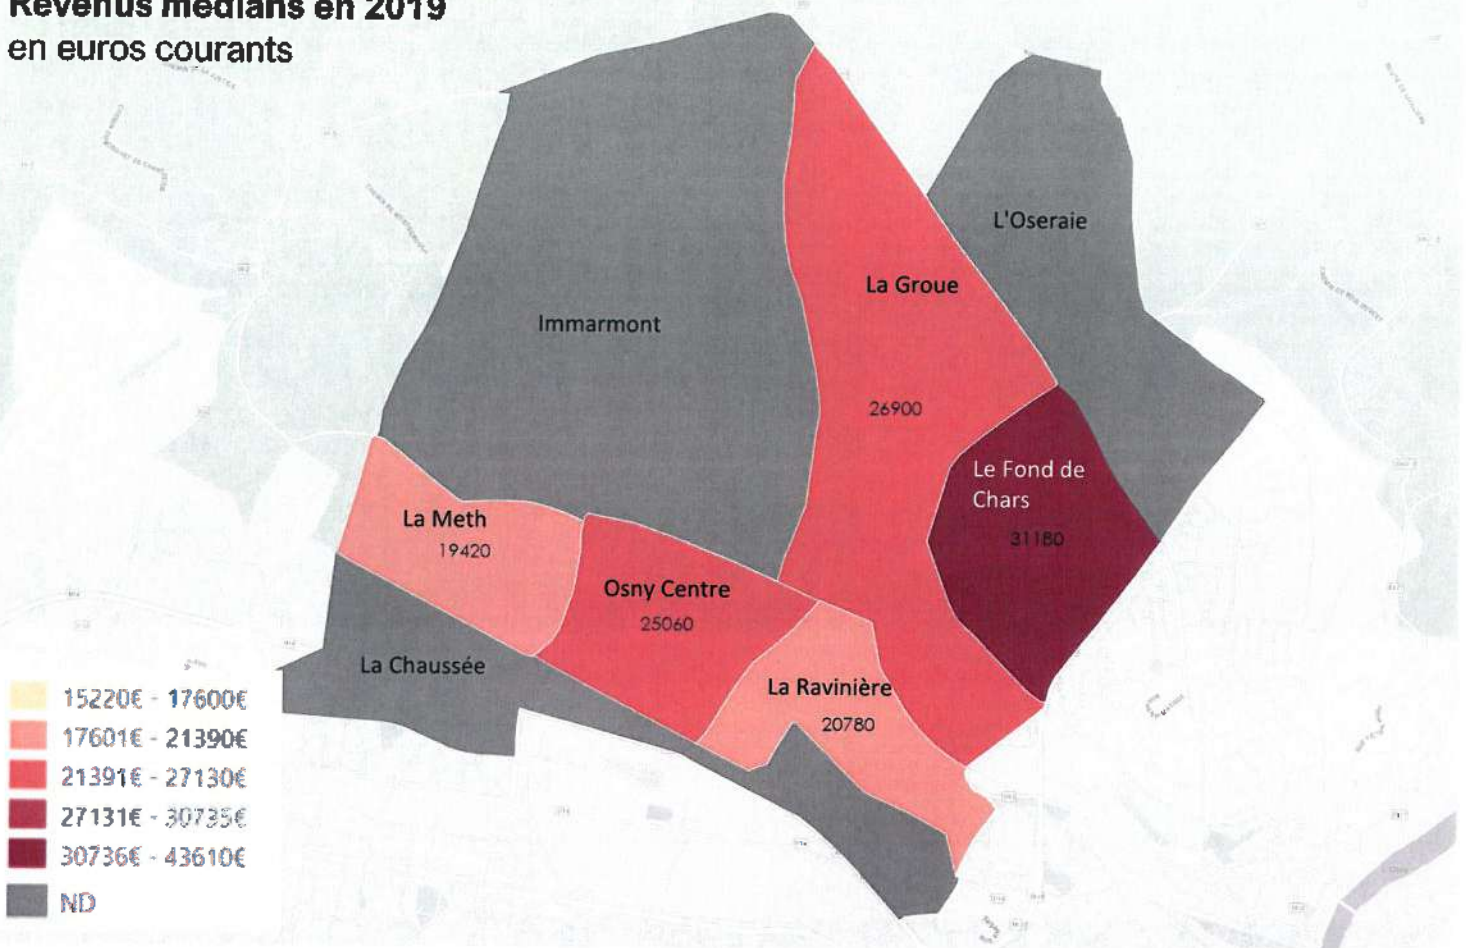 Revenus médians en 2019
en euros courants
L'Oseraie
La Groue
Immarmont
26900
Le Fond de
Chars
31180
La Meth
19420
Osny Centre
25060
La Chaussée
La Ravinière
20780
15220€ - 17600€
17601€ - 21390€
21391€ - 27130€
27131€ - 30735€
30736€ - 43610€
ND